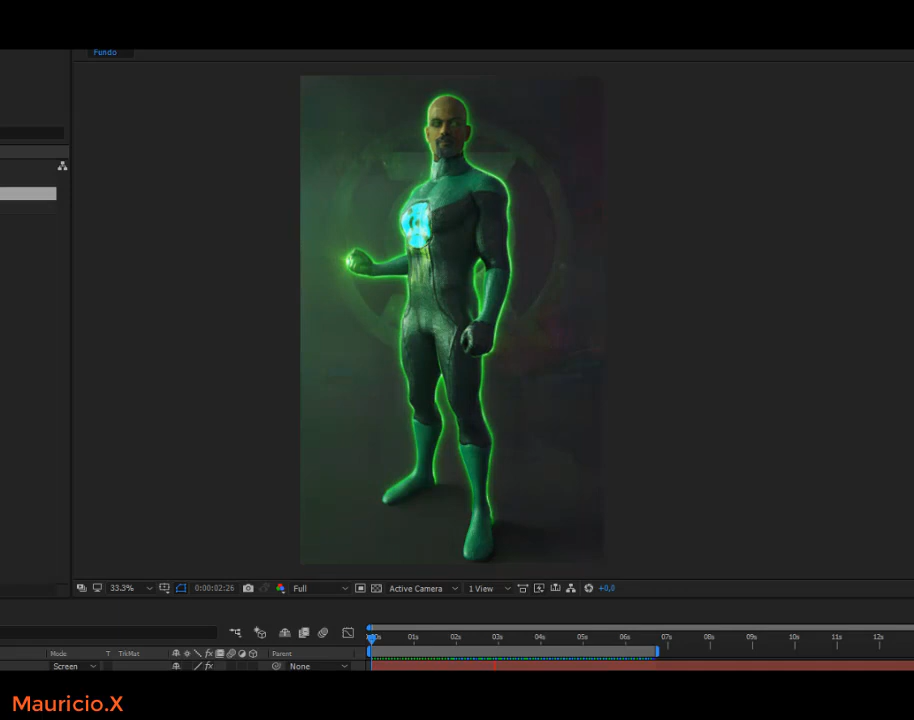 Fundo
33.3% 0:00:02:26 Full Active Camera 1 View +0,0
01s 02s 03s 04s 05s 06s 07s 08s 09s 10s 11s 12s
Mode T TrkMat Parent
Screen None
Mauricio.X